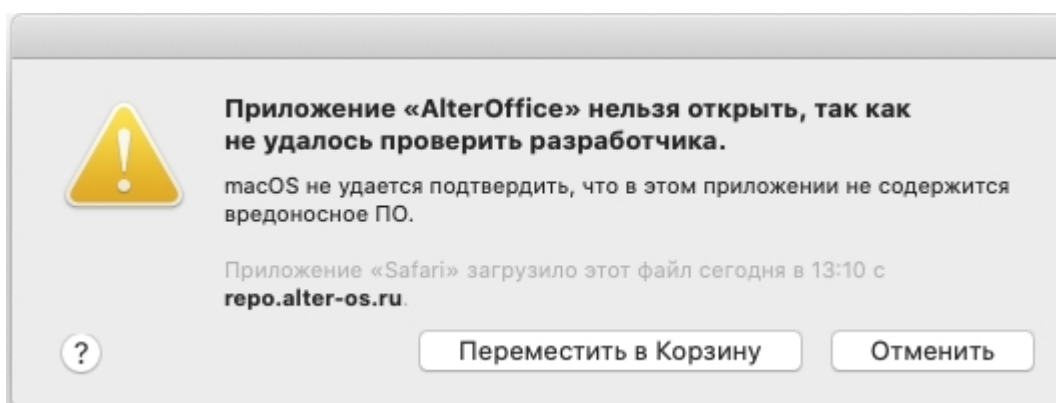 Приложение «AlterOffice» нельзя открыть, так как
не удалось проверить разработчика.
macOS не удается подтвердить, что в этом приложении не содержится
вредоносное ПО.
Приложение «Safari» загрузило этот файл сегодня в 13:10 с
repo.alter-os.ru.
?
Переместить в Корзину
Отменить